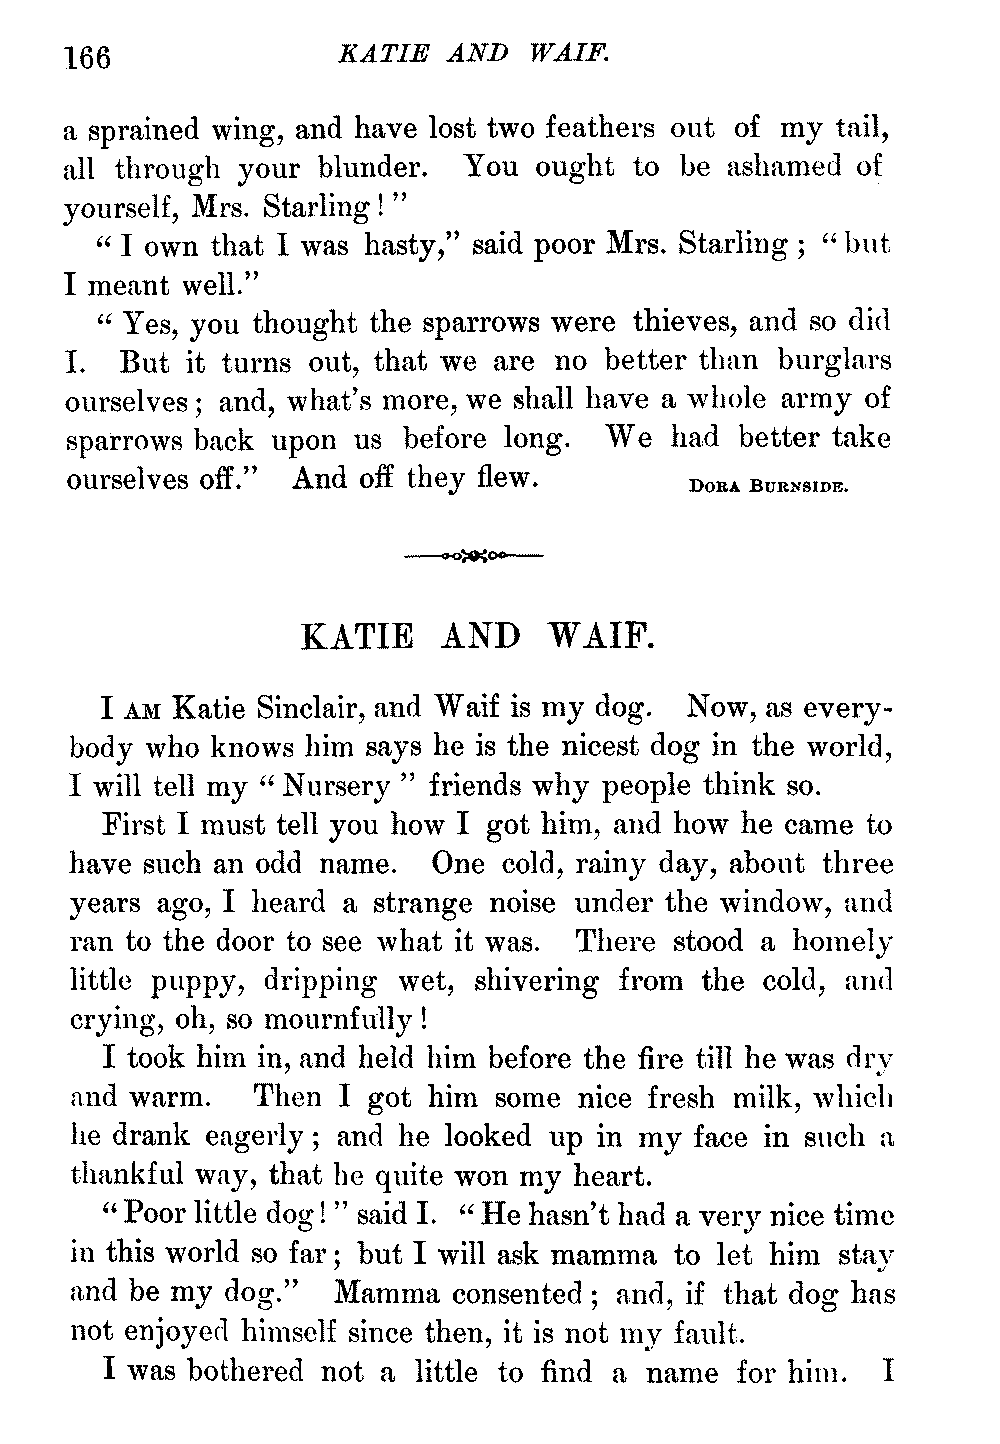 166 KATIE AND WAIF.
a sprained wing, and have lost two feathers out of my tail,
all through your blunder. You ought to be ashamed of
yourself, Mrs. Starling!”
“I own that I was hasty,” said poor Mrs. Starling; “but
I meant well.”
“Yes, you thought the sparrows were thieves, and so did
I. But it turns out, that we are no better than burglars
ourselves; and, what’s more, we shall have a whole army of
sparrows back upon us before long. We had better take
ourselves off.” And off they flew. DORA BURNSIDE.
KATIE AND WAIF.
I AM Katie Sinclair, and Waif is my dog. Now, as every-
body who knows him says he is the nicest dog in the world,
I will tell my “Nursery” friends why people think so.
First I must tell you how I got him, and how he came to
have such an odd name. One cold, rainy day, about three
years ago, I heard a strange noise under the window, and
ran to the door to see what it was. There stood a homely
little puppy, dripping wet, shivering from the cold, and
crying, oh, so mournfully!
I took him in, and held him before the fire till he was dry
and warm. Then I got him some nice fresh milk, which
he drank eagerly; and he looked up in my face in such a
thankful way, that he quite won my heart.
“Poor little dog!” said I. “He hasn’t had a very nice time
in this world so far; but I will ask mamma to let him stay
and be my dog.” Mamma consented; and, if that dog has
not enjoyed himself since then, it is not my fault.
I was bothered not a little to find a name for him. I